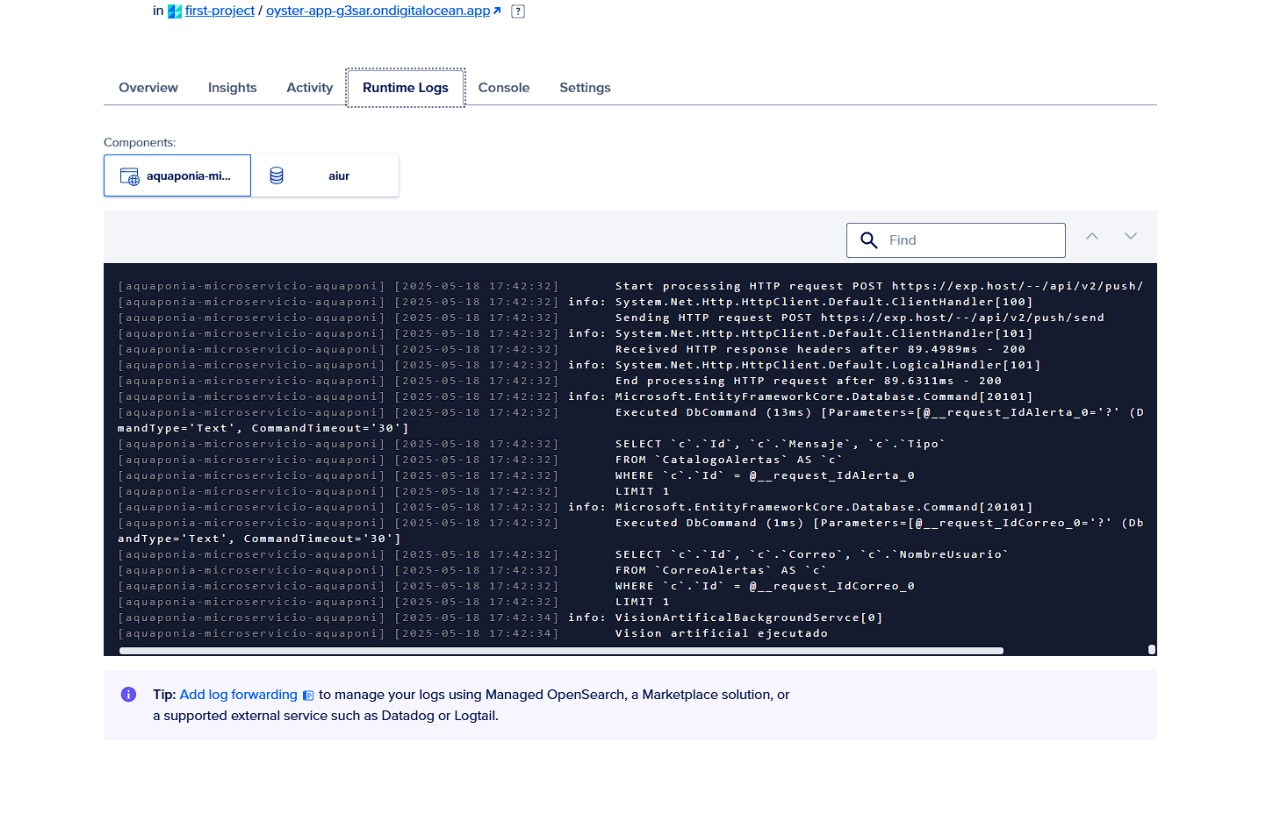 in first-project / oyster-app-g3sar.ondigitalocean.app ?
Overview Insights Activity Runtime Logs Console Settings
Components:
aquaponia-mi... aiur
Find
[aquaponia-microservicio-aquaponi] [2025-05-18 17:42:32] Start processing HTTP request POST https://exp.host/--/api/v2/push/
[aquaponia-microservicio-aquaponi] [2025-05-18 17:42:32] info: System.Net.Http.HttpClient.Default.ClientHandler[100]
[aquaponia-microservicio-aquaponi] [2025-05-18 17:42:32] Sending HTTP request POST https://exp.host/--/api/v2/push/send
[aquaponia-microservicio-aquaponi] [2025-05-18 17:42:32] info: System.Net.Http.HttpClient.Default.ClientHandler[101]
[aquaponia-microservicio-aquaponi] [2025-05-18 17:42:32] Received HTTP response headers after 89.4989ms - 200
[aquaponia-microservicio-aquaponi] [2025-05-18 17:42:32] info: System.Net.Http.HttpClient.Default.LogicalHandler[101]
[aquaponia-microservicio-aquaponi] [2025-05-18 17:42:32] End processing HTTP request after 89.6311ms - 200
[aquaponia-microservicio-aquaponi] [2025-05-18 17:42:32] info: Microsoft.EntityFrameworkCore.Database.Command[20101]
[aquaponia-microservicio-aquaponi] [2025-05-18 17:42:32] Executed DbCommand (13ms) [Parameters=[@__request_IdAlerta_0='?' (D
mandType='Text', CommandTimeout='30']
[aquaponia-microservicio-aquaponi] [2025-05-18 17:42:32] SELECT `c`.`Id`, `c`.`Mensaje`, `c`.`Tipo`
[aquaponia-microservicio-aquaponi] [2025-05-18 17:42:32] FROM `CatalogoAlertas` AS `c`
[aquaponia-microservicio-aquaponi] [2025-05-18 17:42:32] WHERE `c`.`Id` = @__request_IdAlerta_0
[aquaponia-microservicio-aquaponi] [2025-05-18 17:42:32] LIMIT 1
[aquaponia-microservicio-aquaponi] [2025-05-18 17:42:32] info: Microsoft.EntityFrameworkCore.Database.Command[20101]
[aquaponia-microservicio-aquaponi] [2025-05-18 17:42:32] Executed DbCommand (1ms) [Parameters=[@__request_IdCorreo_0='?' (Db
andType='Text', CommandTimeout='30']
[aquaponia-microservicio-aquaponi] [2025-05-18 17:42:32] SELECT `c`.`Id`, `c`.`Correo`, `c`.`NombreUsuario`
[aquaponia-microservicio-aquaponi] [2025-05-18 17:42:32] FROM `CorreoAlertas` AS `c`
[aquaponia-microservicio-aquaponi] [2025-05-18 17:42:32] WHERE `c`.`Id` = @__request_IdCorreo_0
[aquaponia-microservicio-aquaponi] [2025-05-18 17:42:32] LIMIT 1
[aquaponia-microservicio-aquaponi] [2025-05-18 17:42:34] info: VisionArtificalBackgroundServce[0]
[aquaponia-microservicio-aquaponi] [2025-05-18 17:42:34] Vision artificial ejecutado
Tip: Add log forwarding to manage your logs using Managed OpenSearch, a Marketplace solution, or
a supported external service such as Datadog or Logtail.